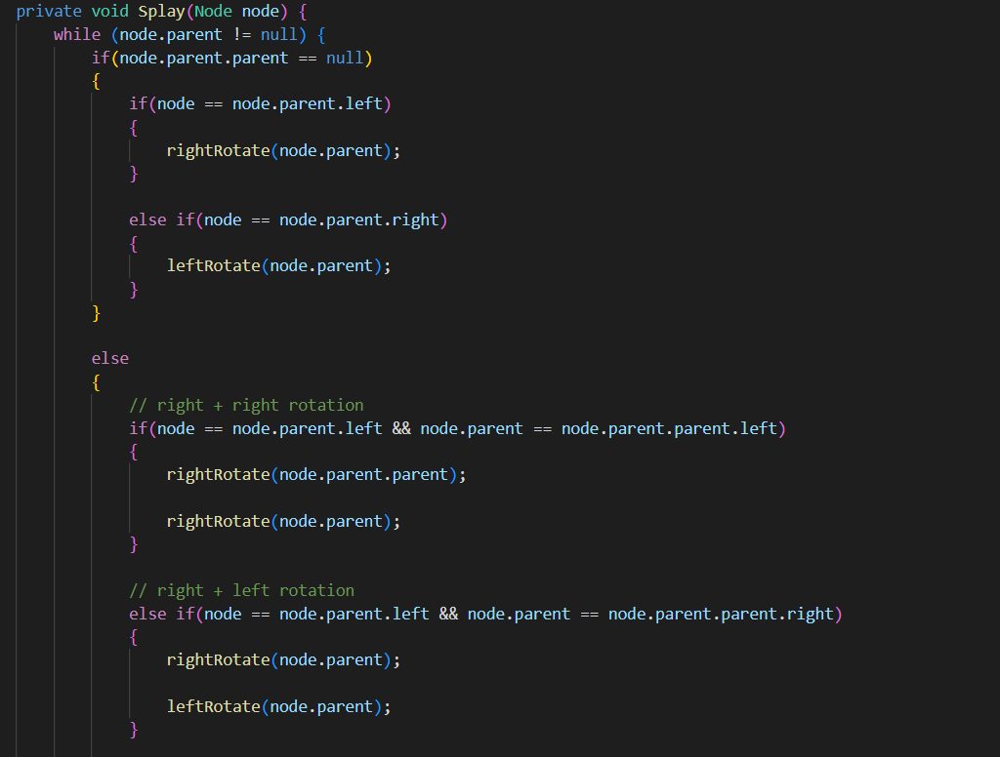 private void Splay(Node node) {
while (node.parent != null) {
if(node.parent.parent == null)
{
if(node == node.parent.left)
{
rightRotate(node.parent);
}
else if(node == node.parent.right)
{
leftRotate(node.parent);
}
}
else
{
// right + right rotation
if(node == node.parent.left && node.parent == node.parent.parent.left)
{
rightRotate(node.parent.parent);
rightRotate(node.parent);
}
// right + left rotation
else if(node == node.parent.left && node.parent == node.parent.parent.right)
{
rightRotate(node.parent);
leftRotate(node.parent);
}